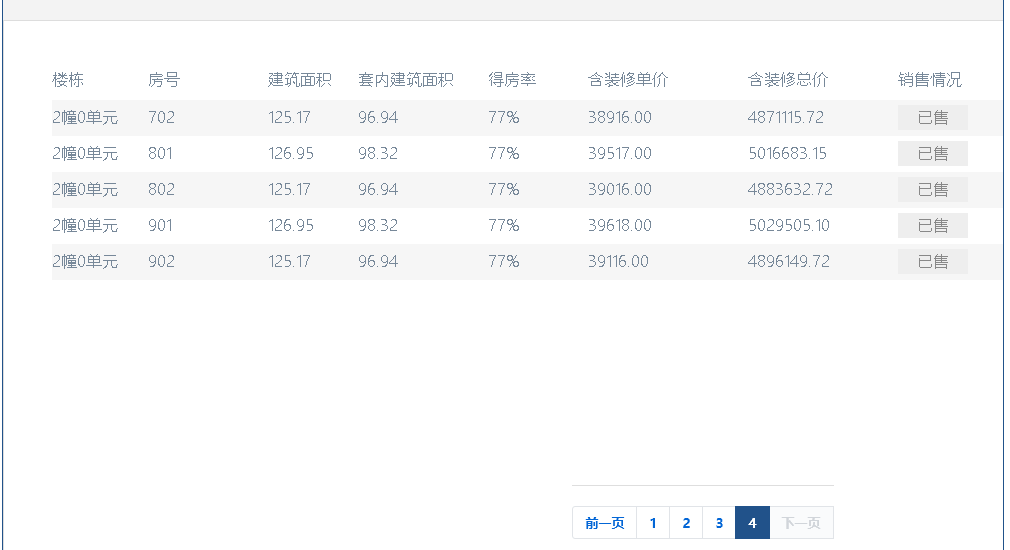 楼栋 房号 建筑面积 套内建筑面积 得房率 含装修单价 含装修总价 销售情况
2幢0单元 702 125.17 96.94 77% 38916.00 4871115.72 已售
2幢0单元 801 126.95 98.32 77% 39517.00 5016683.15 已售
2幢0单元 802 125.17 96.94 77% 39016.00 4883632.72 已售
2幢0单元 901 126.95 98.32 77% 39618.00 5029505.10 已售
2幢0单元 902 125.17 96.94 77% 39116.00 4896149.72 已售
前一页 1 2 3 4 下一页